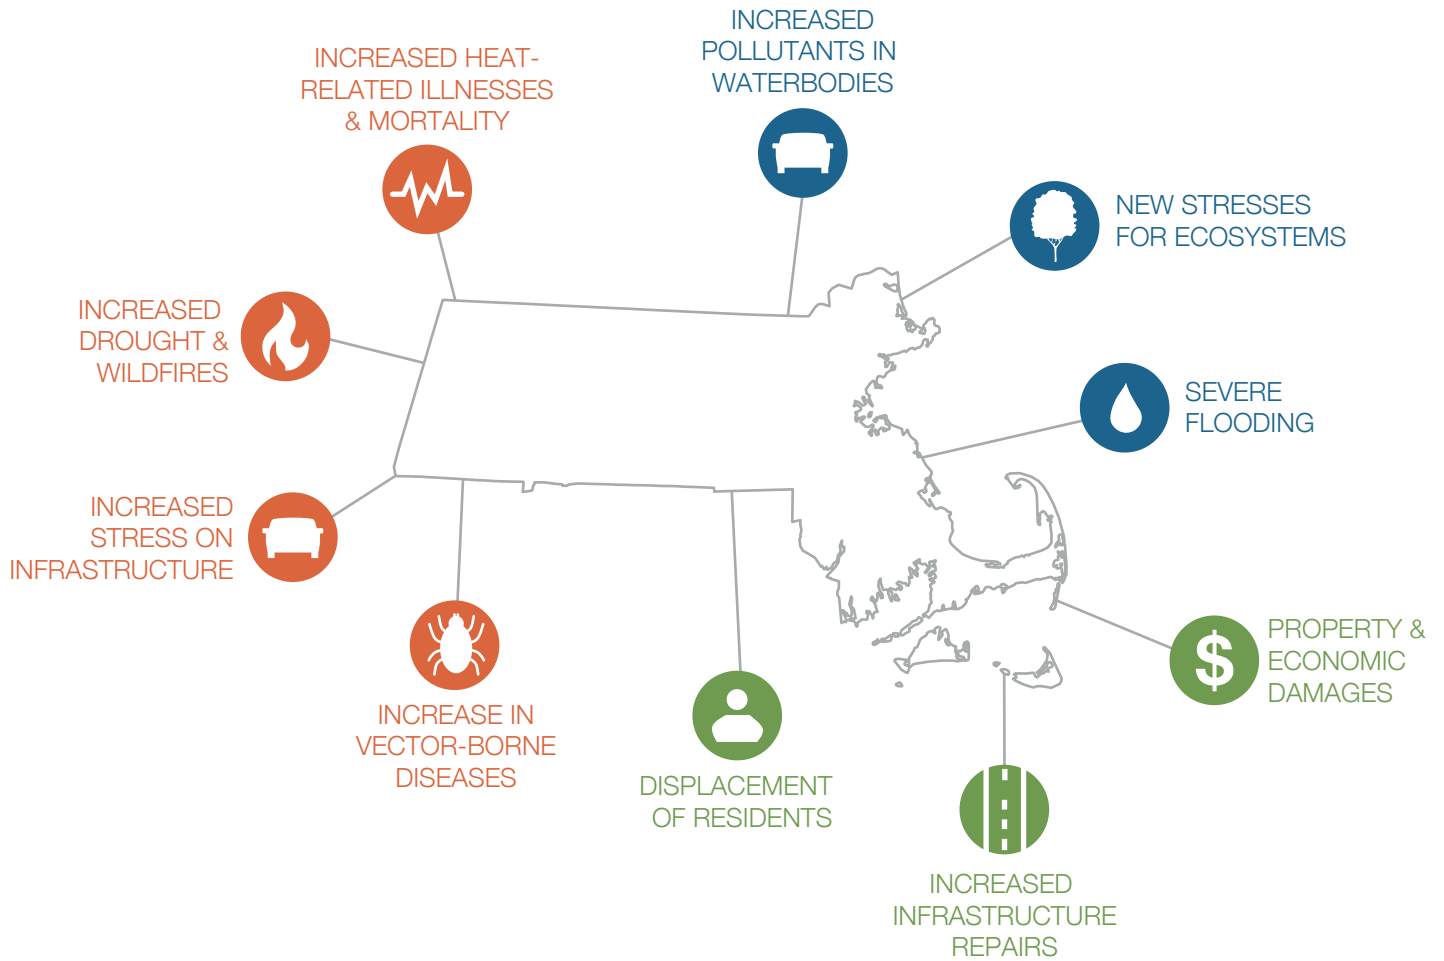 INCREASED HEAT-
RELATED ILLNESSES
& MORTALITY
INCREASED
POLLUTANTS IN
WATERBODIES
NEW STRESSES
FOR ECOSYSTEMS
INCREASED
DROUGHT &
WILDFIRES
SEVERE
FLOODING
INCREASED
STRESS ON
INFRASTRUCTURE
PROPERTY &
ECONOMIC
DAMAGES
$
INCREASE IN
VECTOR-BORNE
DISEASES
DISPLACEMENT
OF RESIDENTS
INCREASED
INFRASTRUCTURE
REPAIRS